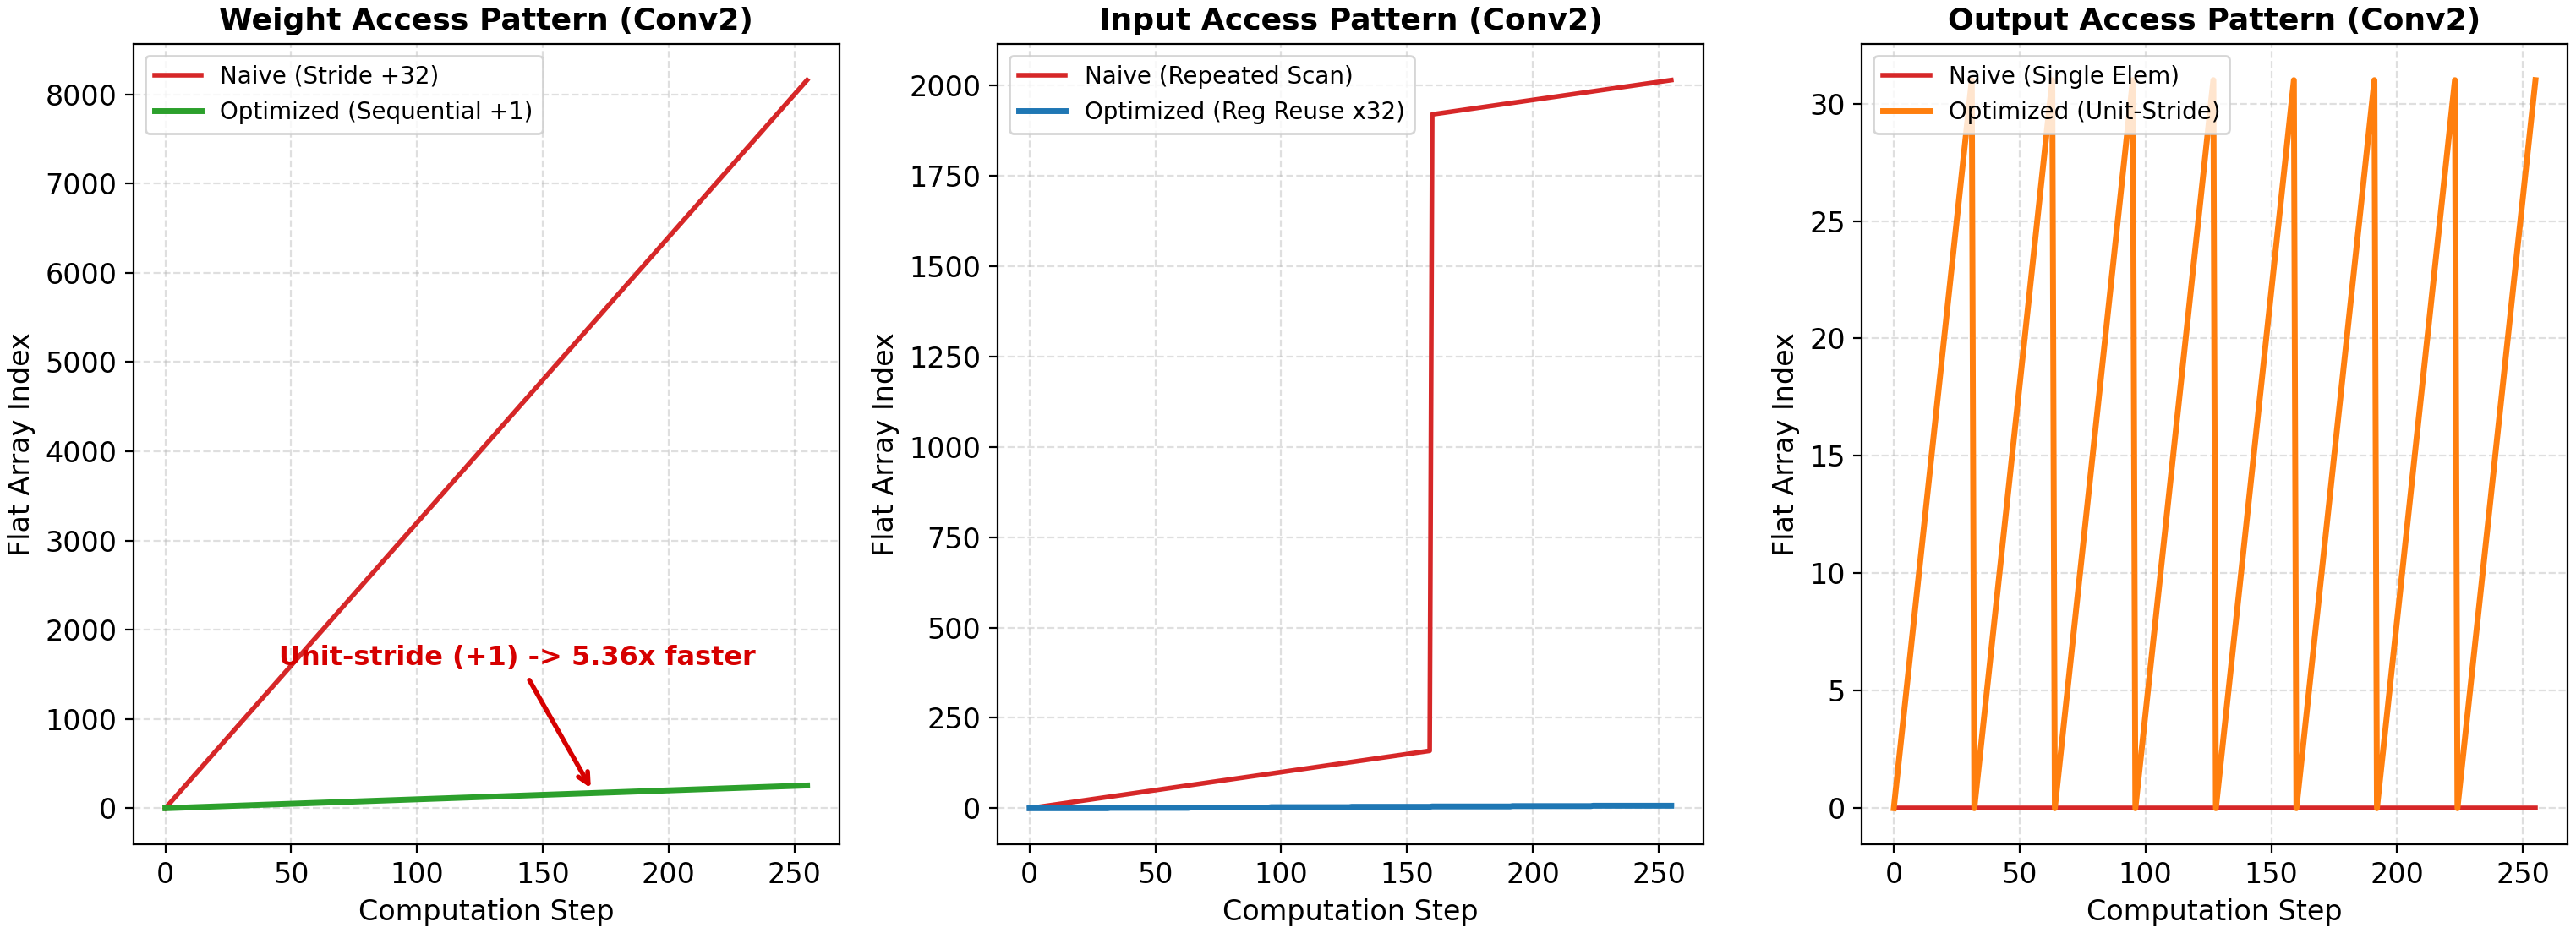 Weight Access Pattern (Conv2)
Naive (Stride +32)
Optimized (Sequential +1)
8000
7000
6000
5000
4000
3000
2000
1000
0
Flat Array Index
Unit-stride (+1) -> 5.36x faster
0 50 100 150 200 250
Computation Step
Input Access Pattern (Conv2)
Naive (Repeated Scan)
Optimized (Reg Reuse x32)
2000
1750
1500
1250
1000
750
500
250
0
Flat Array Index
0 50 100 150 200 250
Computation Step
Output Access Pattern (Conv2)
Naive (Single Elem)
Optimized (Unit-Stride)
30
25
20
15
10
5
0
Flat Array Index
0 50 100 150 200 250
Computation Step